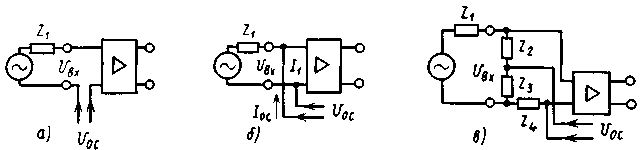 Z₁ Uвх Uос а)
Z₁ Uвх I₁ Iос Uос б)
Z₁ Z₂ Uвх Z₃ Z₄ Uос в)